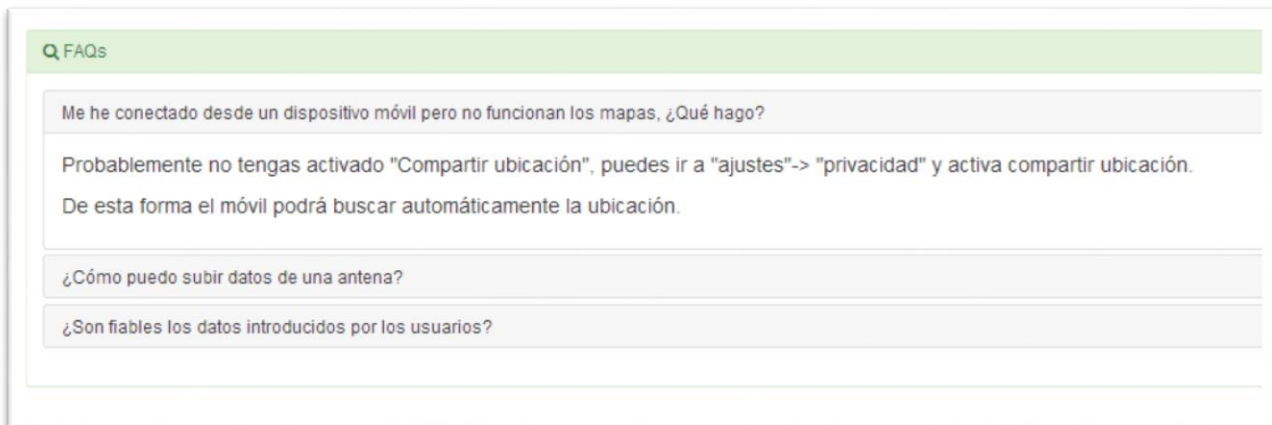 FAQs
Me he conectado desde un dispositivo móvil pero no funcionan los mapas, ¿Qué hago?
Probablemente no tengas activado "Compartir ubicación", puedes ir a "ajustes"-> "privacidad" y activa compartir ubicación.
De esta forma el móvil podrá buscar automáticamente la ubicación.
¿Cómo puedo subir datos de una antena?
¿Son fiables los datos introducidos por los usuarios?